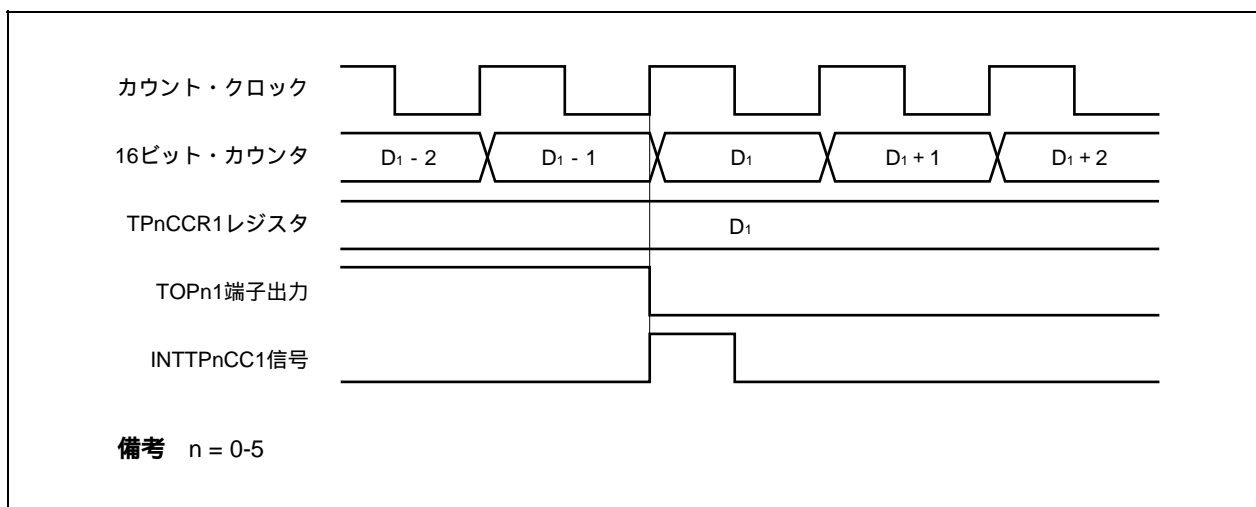 カウント・クロック
16ビット・カウンタ D₁ - 2 D₁ - 1 D₁ D₁ + 1 D₁ + 2
TPnCCR1レジスタ D₁
TOPn1端子出力
INTTPnCC1信号
備考 n = 0-5